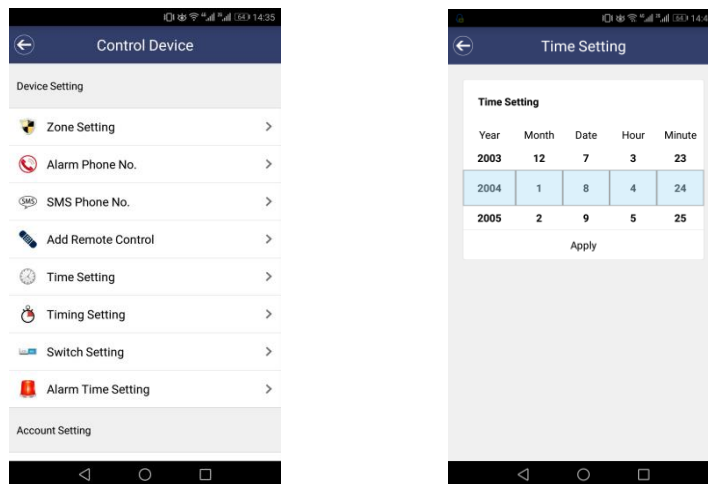 64 14:35
Control Device
Device Setting
Zone Setting
Alarm Phone No.
SMS
SMS Phone No.
Add Remote Control
Time Setting
Timing Setting
Switch Setting
Alarm Time Setting
Account Setting
Time Setting
Time Setting
Year Month Date Hour Minute
2003 12 7 3 23
2004 1 8 4 24
2005 2 9 5 25
Apply